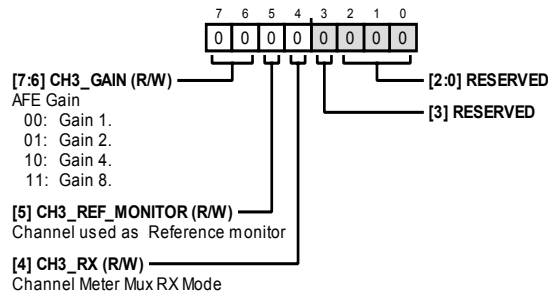 7 6 5 4 3 2 1 0
0 0 0 0 0 0 0 0
[7:6] CH3_GAIN (R/W)
AFE Gain
00: Gain 1.
01: Gain 2.
10: Gain 4.
11: Gain 8.
[5] CH3_REF_MONITOR (R/W)
Channel used as Reference monitor
[4] CH3_RX (R/W)
Channel Meter Mux RX Mode
[2:0] RESERVED
[3] RESERVED